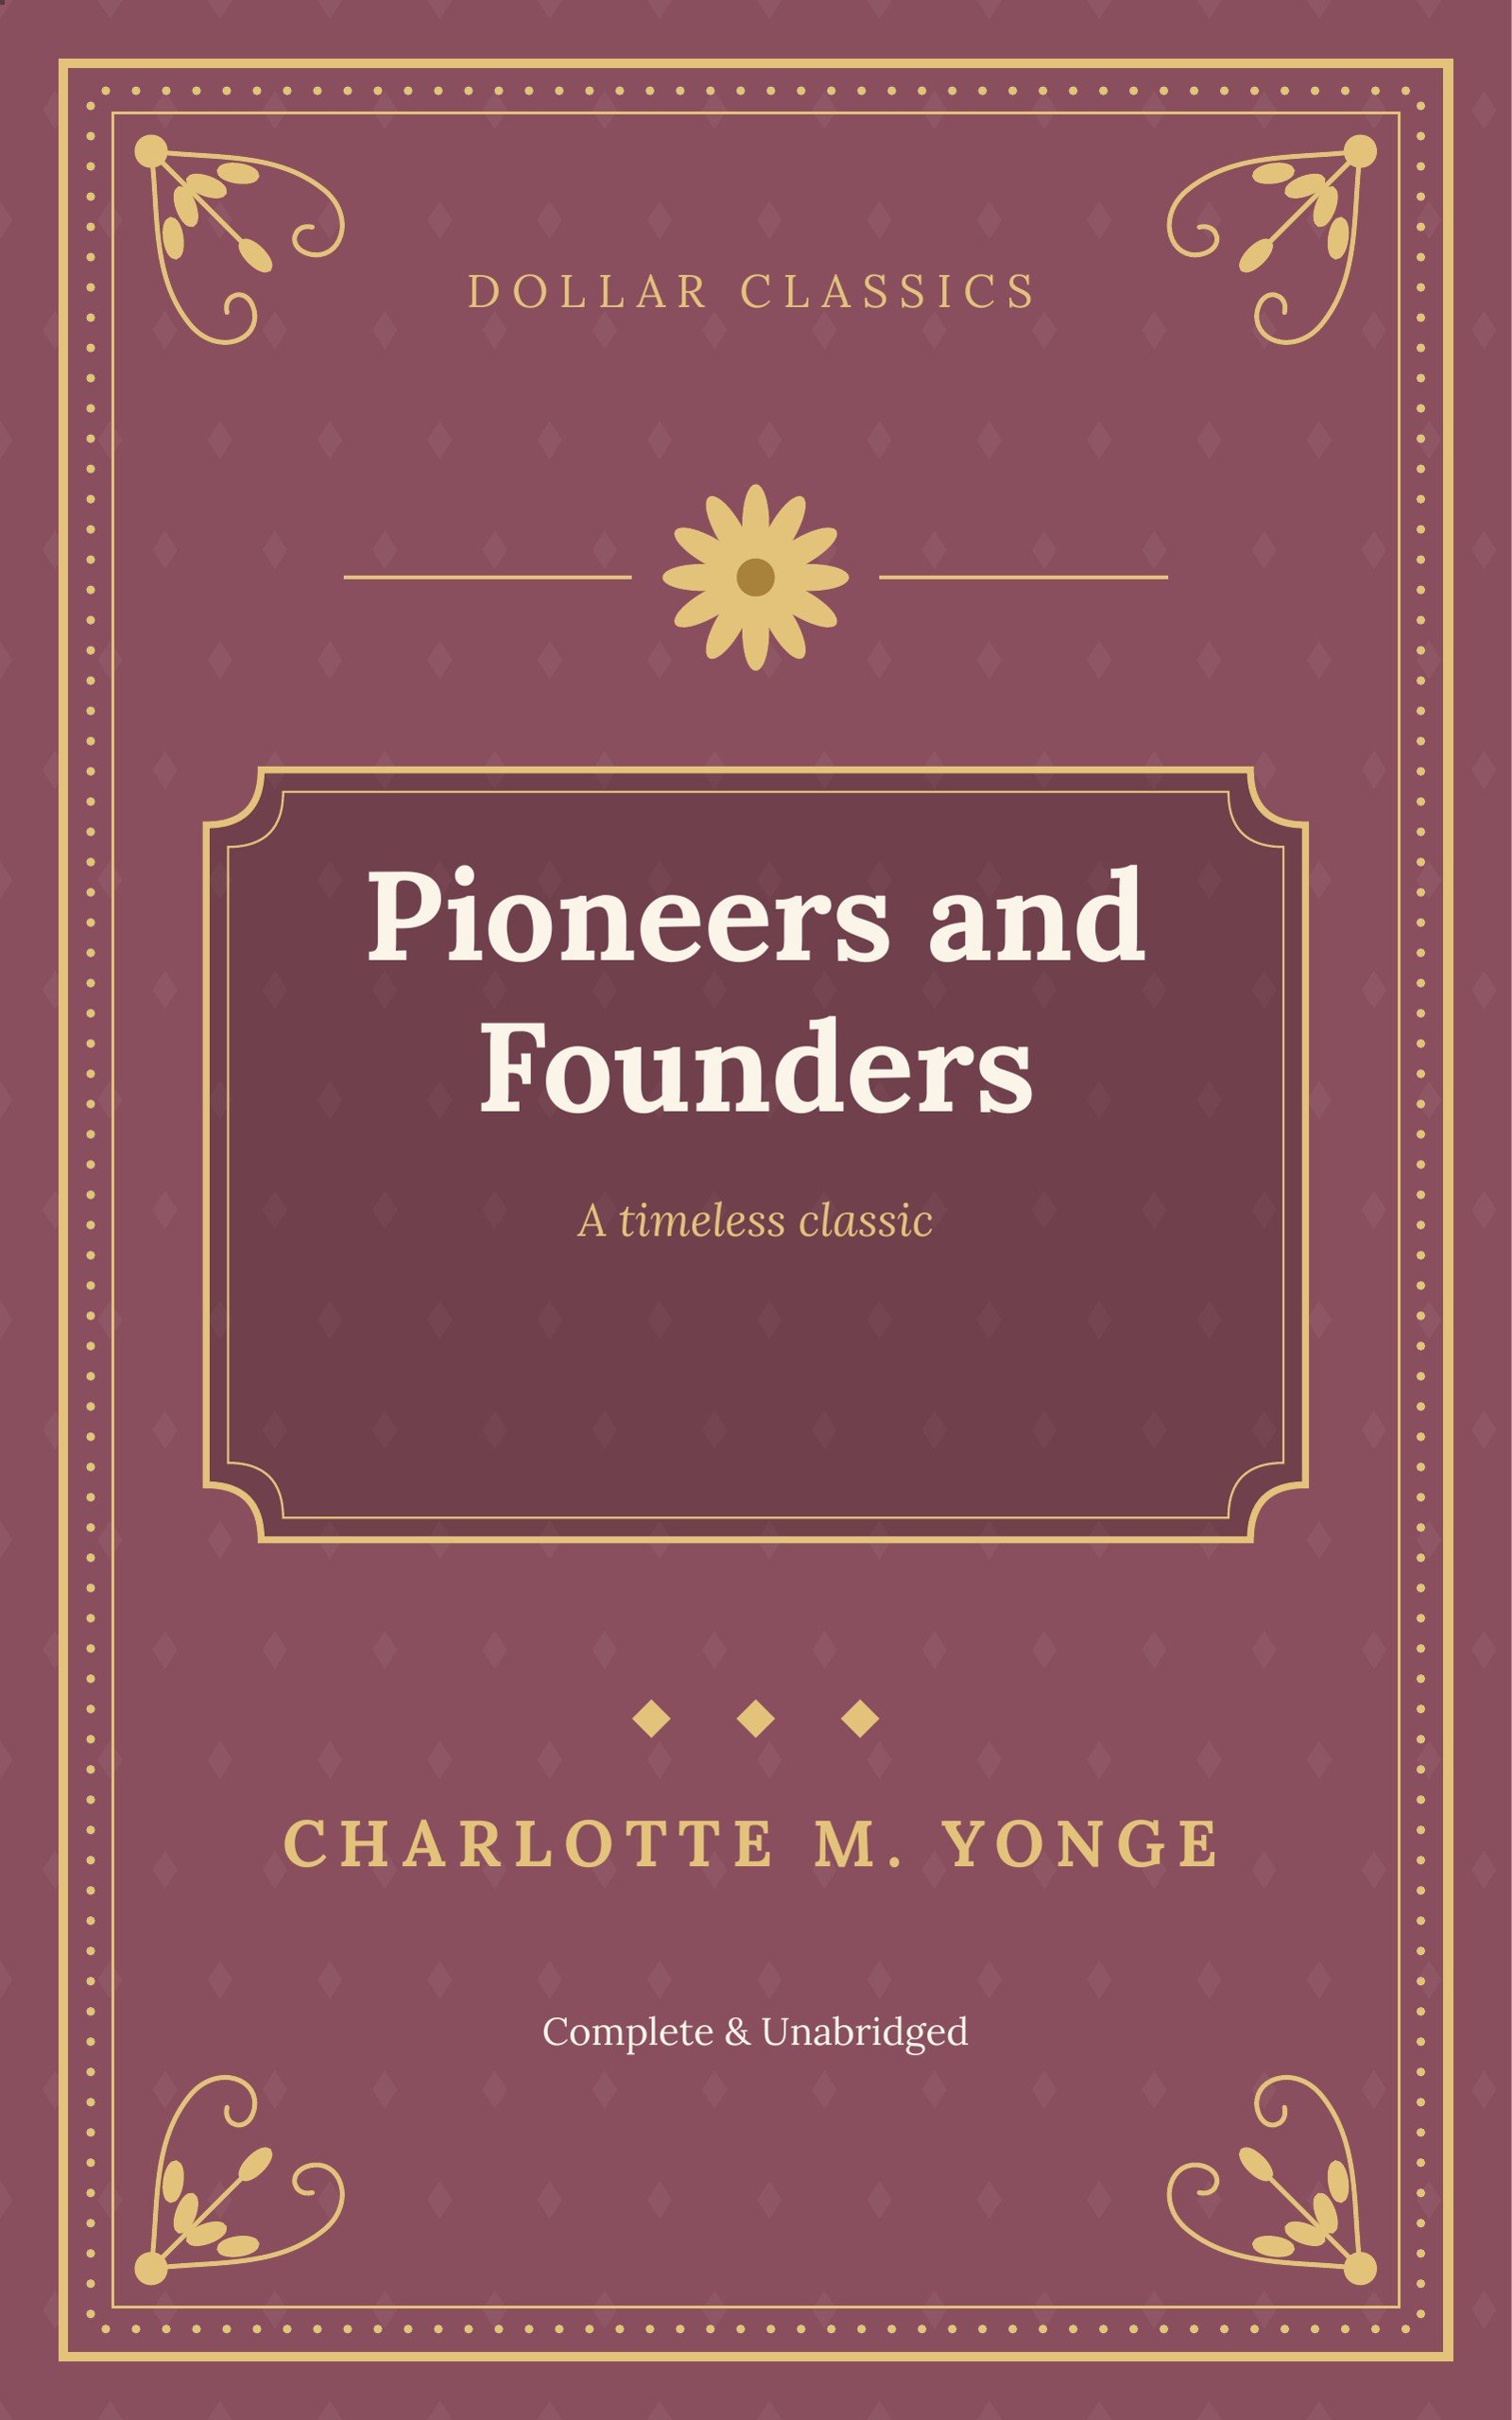 DOLLAR CLASSICS
Pioneers and
Founders
A timeless classic
CHARLOTTE M. YONGE
Complete & Unabridged